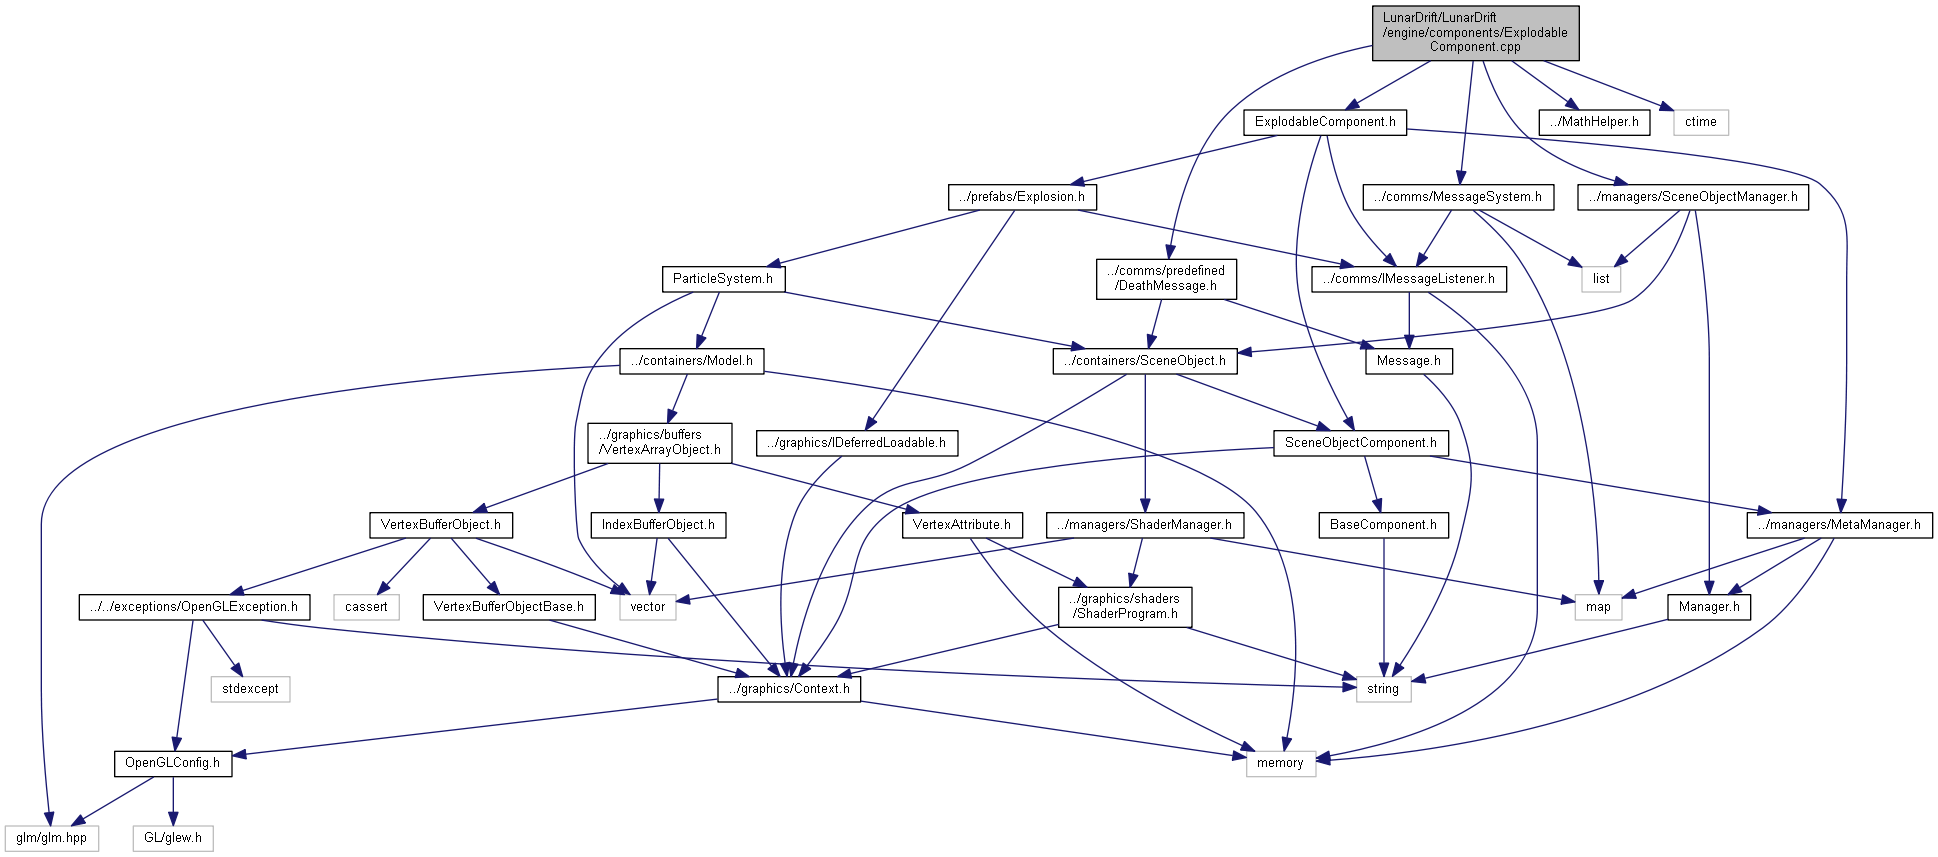 LunarDrift/LunarDrift
/engine/components/Explodable
Component.cpp
ExplodableComponent.h
../MathHelper.h
ctime
../prefabs/Explosion.h
../comms/MessageSystem.h
../managers/SceneObjectManager.h
ParticleSystem.h
../comms/predefined
/DeathMessage.h
../comms/IMessageListener.h
list
../containers/Model.h
../containers/SceneObject.h
Message.h
../graphics/buffers
/VertexArrayObject.h
../graphics/IDeferredLoadable.h
SceneObjectComponent.h
VertexBufferObject.h
IndexBufferObject.h
VertexAttribute.h
../managers/ShaderManager.h
BaseComponent.h
../managers/MetaManager.h
../../exceptions/OpenGLException.h
cassert
VertexBufferObjectBase.h
vector
../graphics/shaders
/ShaderProgram.h
map
Manager.h
stdexcept
../graphics/Context.h
string
OpenGLConfig.h
memory
glm/glm.hpp
GL/glew.h